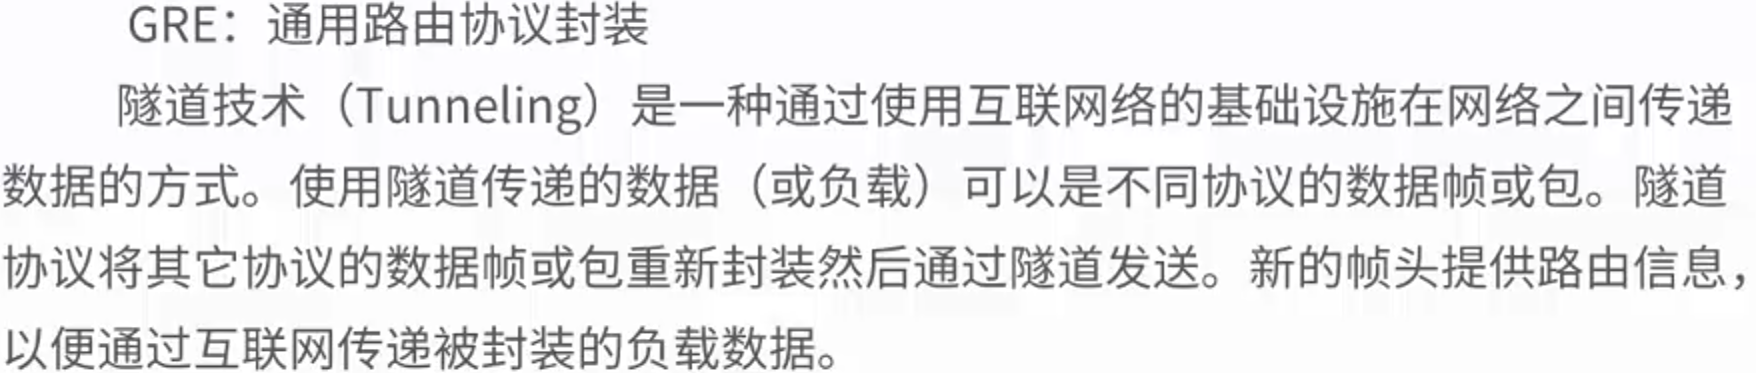 GRE：通用路由协议封装
隧道技术（Tunneling）是一种通过使用互联网络的基础设施在网络之间传递
数据的方式。使用隧道传递的数据（或负载）可以是不同协议的数据帧或包。隧道
协议将其它协议的数据帧或包重新封装然后通过隧道发送。新的帧头提供路由信息，
以便通过互联网传递被封装的负载数据。